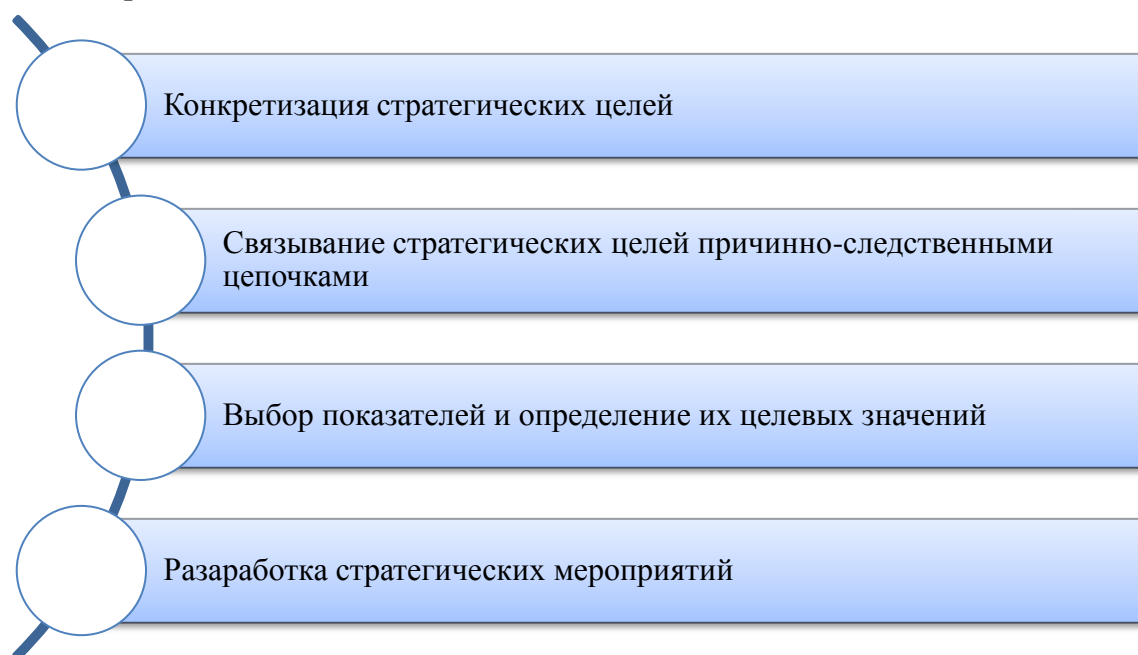 Конкретизация стратегических целей
Связывание стратегических целей причинно-следственными
цепочками
Выбор показателей и определение их целевых значений
Разаработка стратегических мероприятий